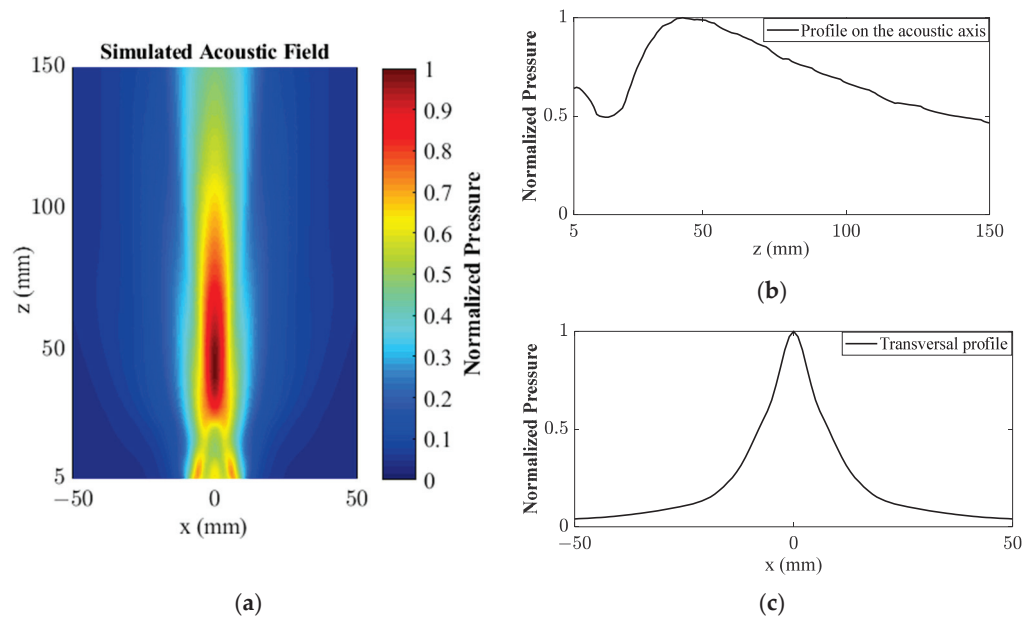 Simulated Acoustic Field
150
100
50
5
z (mm)
−50
0
50
x (mm)
1
0.9
0.8
0.7
0.6
0.5
0.4
0.3
0.2
0.1
0
Normalized Pressure
(a)
1
0.5
0
Normalized Pressure
Profile on the acoustic axis
5
50
100
150
z (mm)
(b)
1
0.5
0
Normalized Pressure
Transversal profile
−50
0
50
x (mm)
(c)